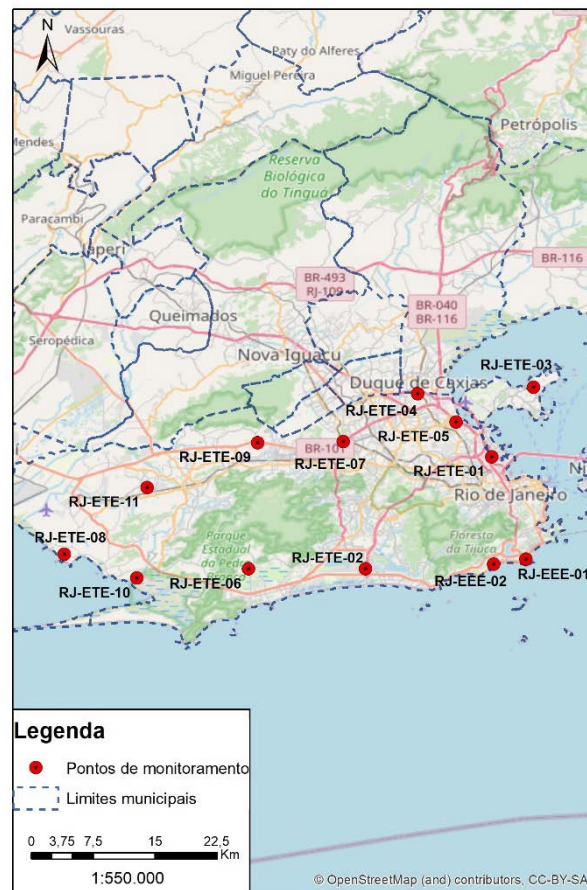 N
Vassouras
Paty do Alferes
Miguel Pereira
Petrópolis
Mendes
Reserva
Biológica
do Tinguá
Paracambi
Japeri
BR-116
BR-493
RJ-109
BR-040
BR-116
Queimados
Seropédica
Nova Iguaçu
RJ-ETE-03
Duque de Caxias
RJ-ETE-04
RJ-ETE-05
RJ-ETE-09
BR-101
RJ-ETE-07
RJ-ETE-01
Rio de Janeiro
RJ-ETE-11
RJ-ETE-08
Parque
Estadual
da Pedra
Floresta
da Tijuca
RJ-ETE-10
RJ-ETE-06
RJ-ETE-02
RJ-EEE-02
RJ-EEE-01
Legenda
Pontos de monitoramento
Limites municipais
0 3,75 7,5 15 22,5
Km
1:550.000
© OpenStreetMap (and) contributors, CC-BY-SA